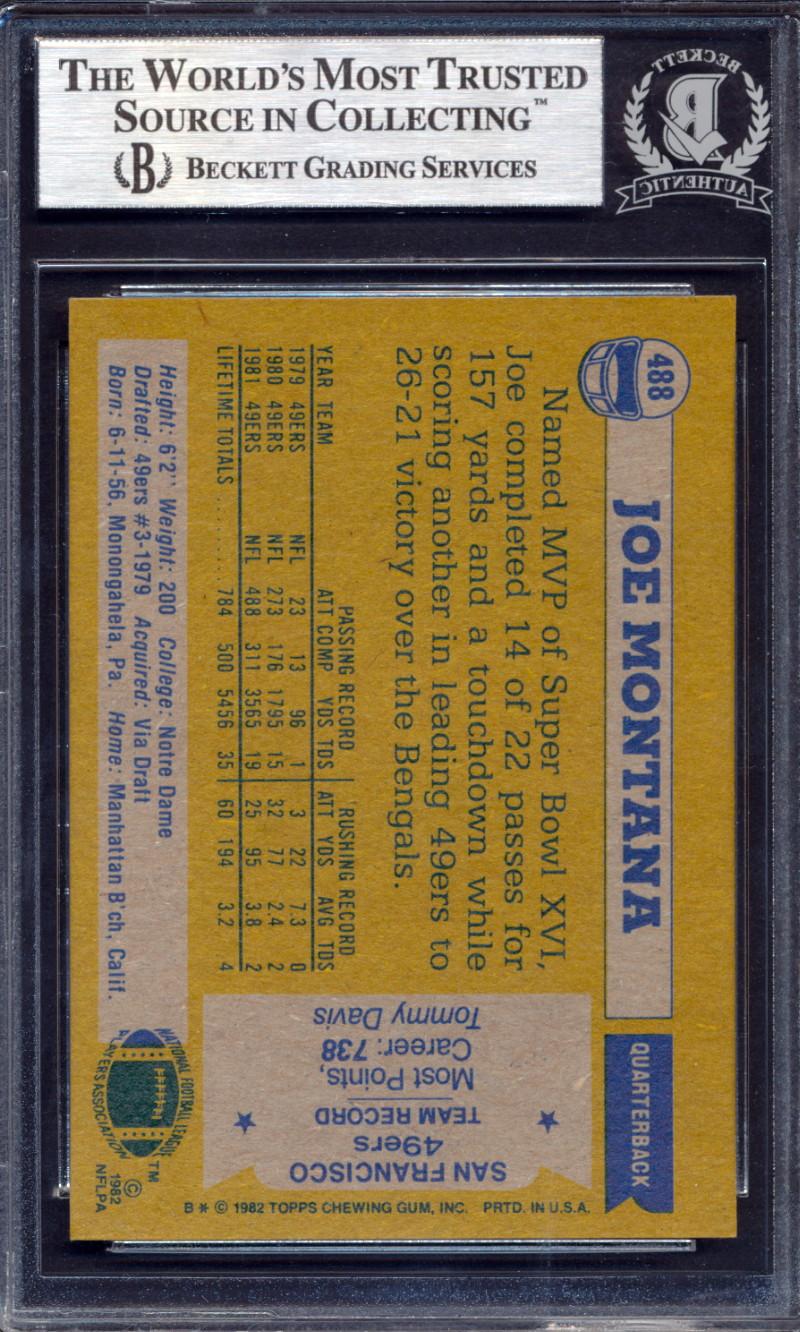 THE WORLD'S MOST TRUSTED
SOURCE IN COLLECTING™
B BECKETT GRADING SERVICES
BECKETT
B
AUTHENTIC
488
JOE MONTANA
QUARTERBACK
Named MVP of Super Bowl XVI,
Joe completed 14 of 22 passes for
157 yards and a touchdown while
scoring another in leading 49ers to
26-21 victory over the Bengals.
PASSING RECORD RUSHING RECORD
YEAR TEAM ATT COMP YDS TDS ATT YDS AVG TDS
1979 49ERS NFL 23 13 96 1 3 22 7.3 0
1980 49ERS NFL 273 176 1795 15 32 77 2.4 2
1981 49ERS NFL 488 311 3565 19 25 95 3.8 2
LIFETIME TOTALS ......... 784 500 5456 35 60 194 3.2 4
Height: 6'2" Weight: 200 College: Notre Dame
Drafted: 49ers #3-1979 Acquired: Via Draft
Born: 6-11-56, Monongahela, Pa. Home: Manhattan B'ch, Calif.
SAN FRANCISCO
49ers
TEAM RECORD
Most Points,
Career: 738
Tommy Davis
NATIONAL FOOTBALL LEAGUE
PLAYERS ASSOCIATION
NFLPA
™
© 1982
NFLPA
B * © 1982 TOPPS CHEWING GUM, INC. PRTD. IN U.S.A.